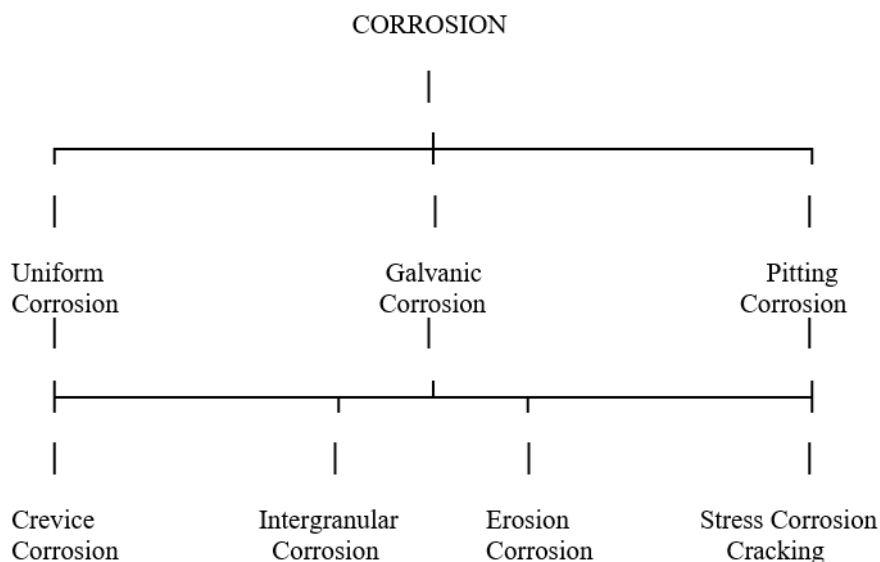 CORROSION
Uniform Corrosion
Galvanic Corrosion
Pitting Corrosion
Crevice Corrosion
Intergranular Corrosion
Erosion Corrosion
Stress Corrosion Cracking